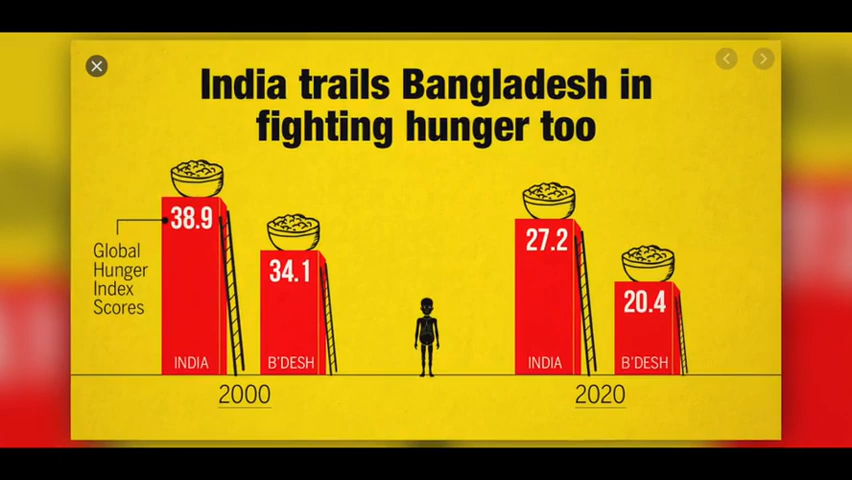 India trails Bangladesh in
fighting hunger too
38.9
34.1
27.2
20.4
Global
Hunger
Index
Scores
INDIA
B'DESH
INDIA
B'DESH
2000
2020